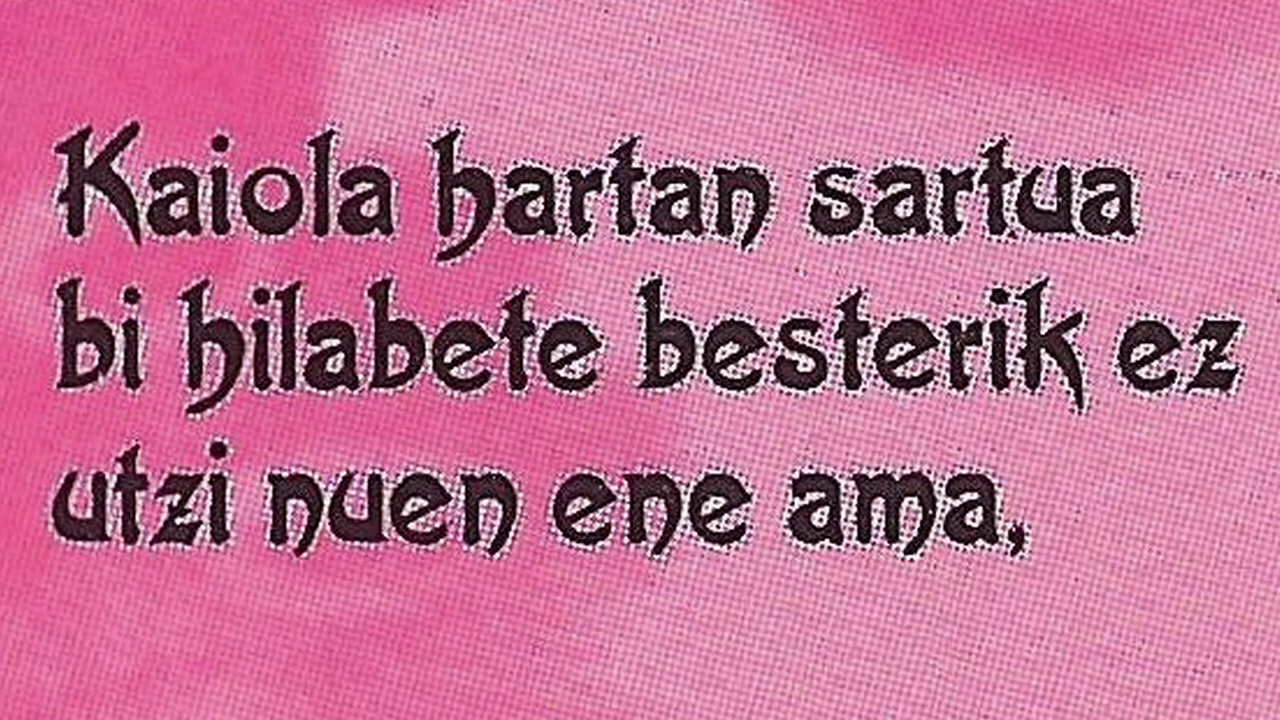 Kaiola hartan sartua
bi hilabete besterik ez
utzi nuen ene ama,